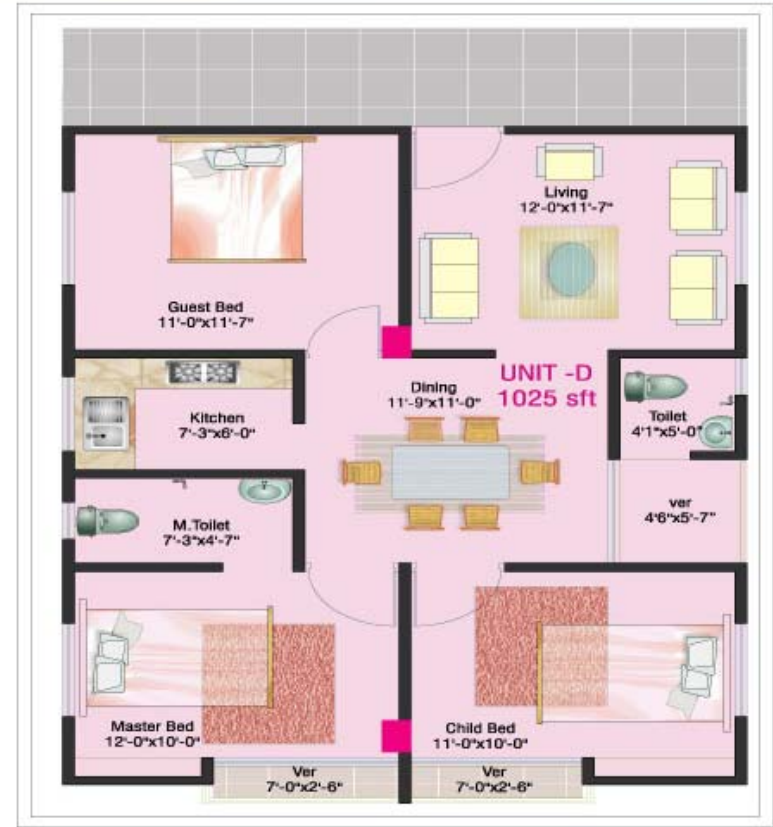 Living
12'-0"x11'-7"
Guest Bed
11'-0"x11'-7"
UNIT -D
1025 sft
Dining
11'-9"x11'-0"
Kitchen
7'-3"x6'-0"
Toilet
4'1"x5'-0"
M.Toilet
7'-3"x4'-7"
ver
4'6"x5'-7"
Master Bed
12'-0"x10'-0"
Child Bed
11'-0"x10'-0"
Ver
7'-0"x2'-6"
Ver
7'-0"x2'-6"